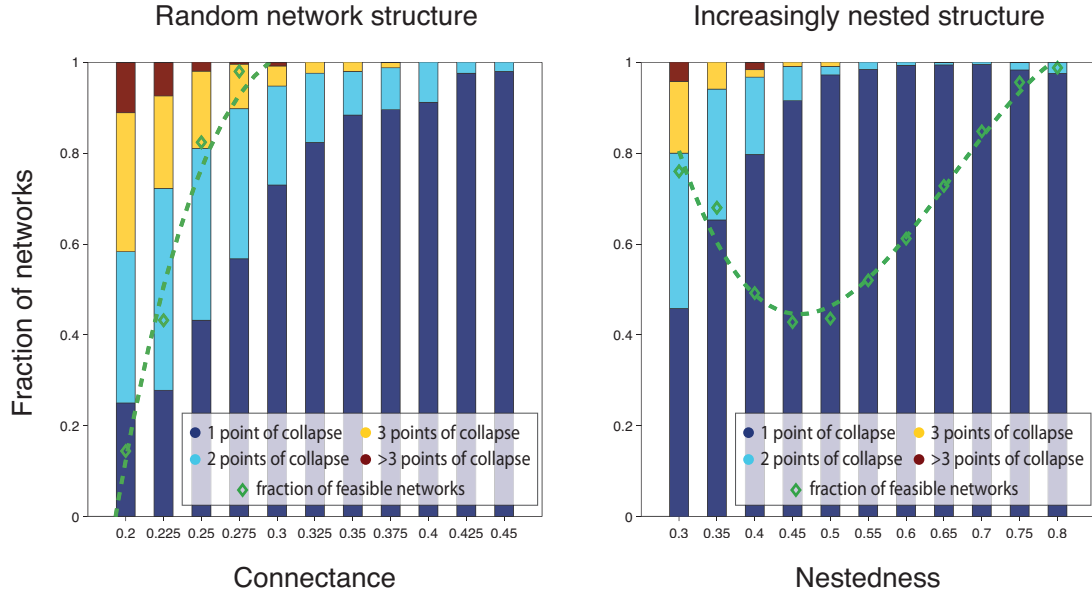 Random network structure
Increasingly nested structure
Fraction of networks
1
0.8
0.6
0.4
0.2
0
1 point of collapse
3 points of collapse
2 points of collapse
>3 points of collapse
fraction of feasible networks
0.2 0.225 0.25 0.275 0.3 0.325 0.35 0.375 0.4 0.425 0.45
Connectance
1
0.8
0.6
0.4
0.2
0
1 point of collapse
3 points of collapse
2 points of collapse
>3 points of collapse
fraction of feasible networks
0.3 0.35 0.4 0.45 0.5 0.55 0.6 0.65 0.7 0.75 0.8
Nestedness